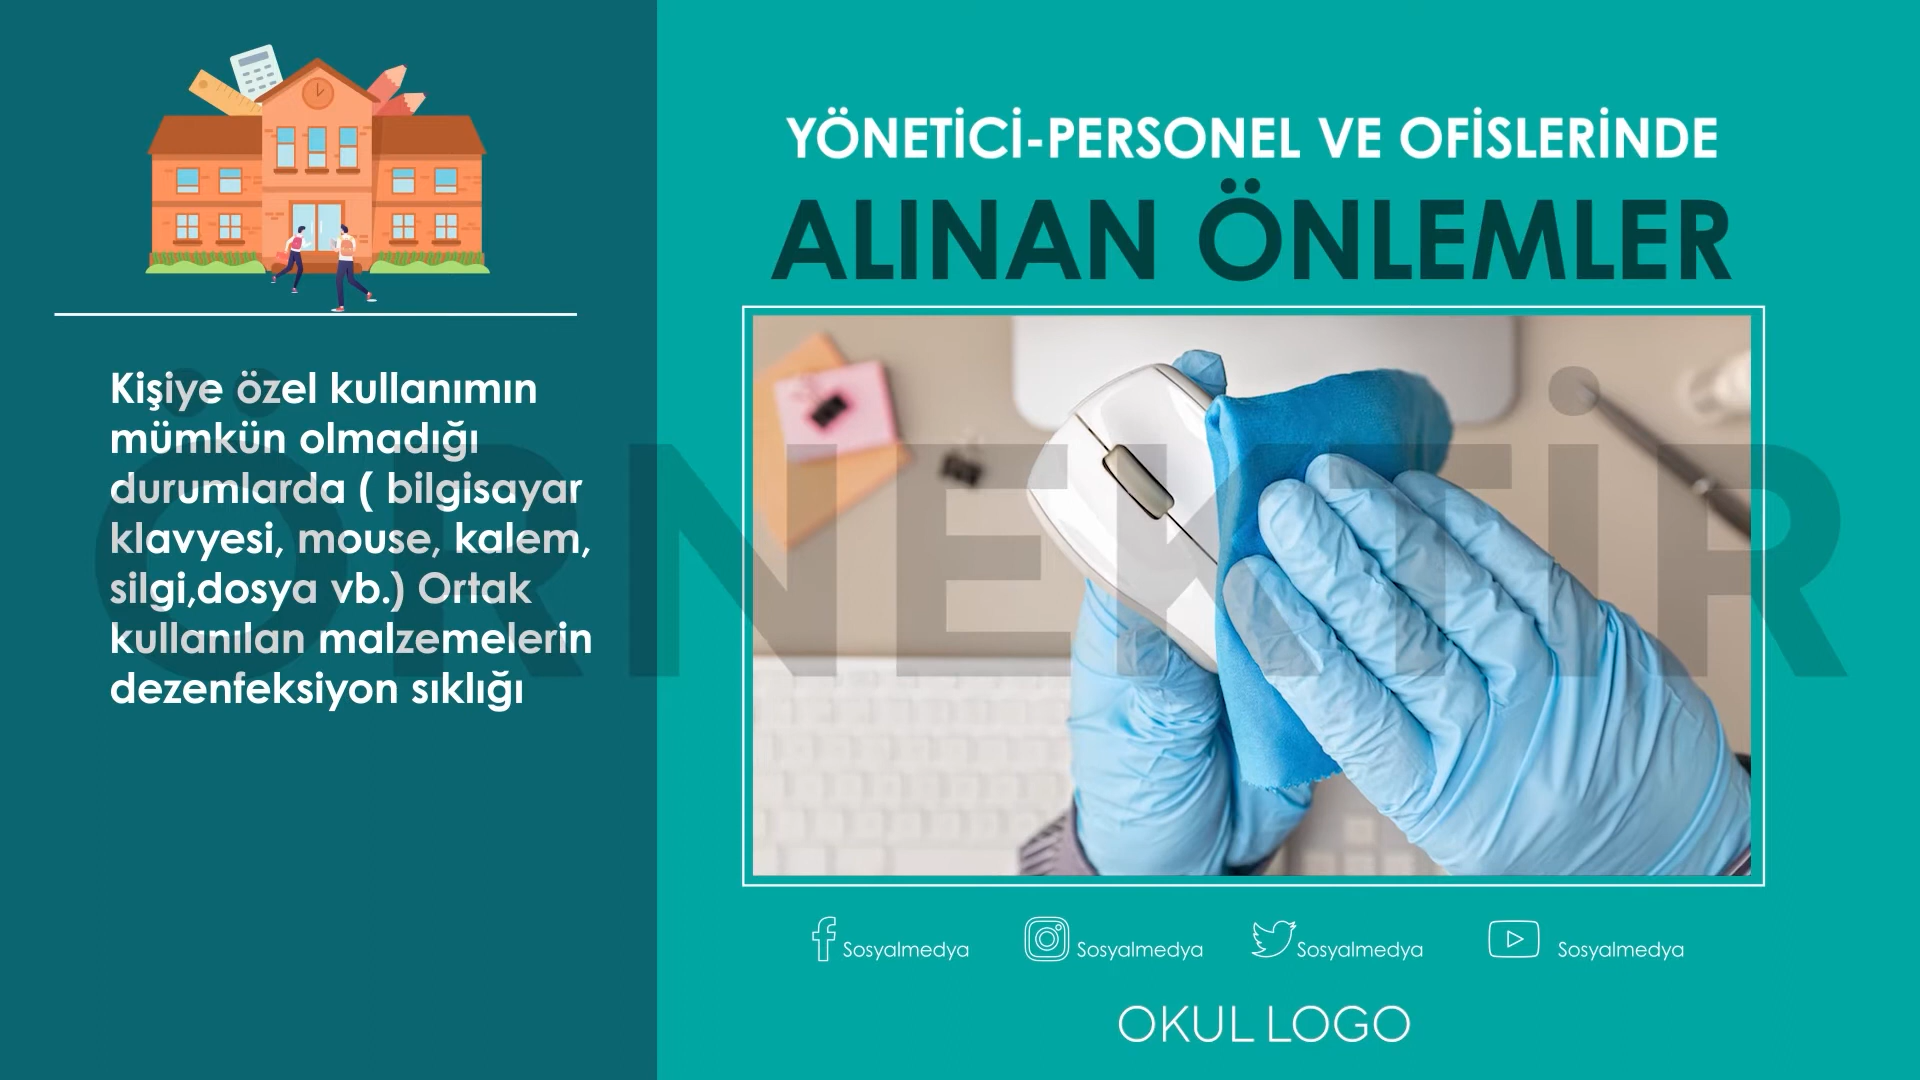 Kişiye özel kullanımın
mümkün olmadığı
durumlarda ( bilgisayar
klavyesi, mouse, kalem,
silgi,dosya vb.) Ortak
kullanılan malzemelerin
dezenfeksiyon sıklığı
YÖNETİCİ-PERSONEL VE OFİSLERİNDE
ALINAN ÖNLEMLER
ÖRNEKTİR
Sosyalmedya Sosyalmedya Sosyalmedya Sosyalmedya
OKUL LOGO